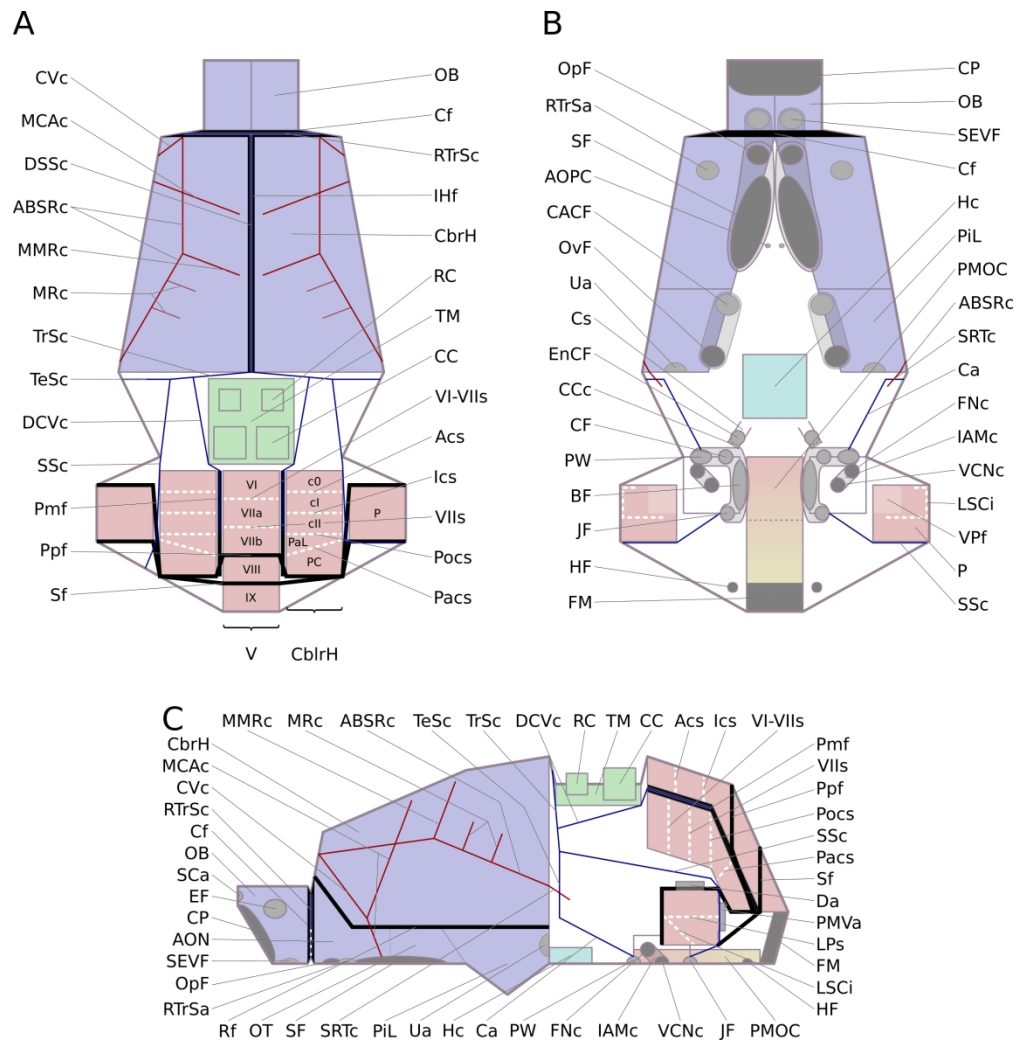 A
CVc
MCAc
DSSc
ABSRc
MMRc
MRc
TrSc
TeSc
DCVc
SSc
Pmf
Ppf
Sf
OB
Cf
RTrSc
IHf
CbrH
RC
TM
CC
VI-VIIs
Acs
Ics
VIIs
Pocs
Pacs
VI
VIIa
VIIb
VIII
IX
c0
cI
cII
PaL
PC
P
V
CblrH
B
OpF
RTrSa
SF
AOPC
CACF
OvF
Ua
Cs
EnCF
CCc
CF
PW
BF
JF
HF
FM
CP
OB
SEVF
Cf
Hc
PiL
PMOC
ABSRc
SRTc
Ca
FNc
IAMc
VCNc
LSCi
VPf
P
SSc
C
MMRc MRc ABSRc TeSc TrSc DCVc RC TM CC Acs Ics VI-VIIs
CbrH
MCAc
CVc
RTrSc
Cf
OB
SCa
EF
CP
AON
SEVF
OpF
RTrSa
Pmf
VIIs
Ppf
Pocs
SSc
Pacs
Sf
Da
PMVa
LPs
FM
LSCi
HF
Rf OT SF SRTc PiL Ua Hc Ca PW FNc IAMc VCNc JF PMOC